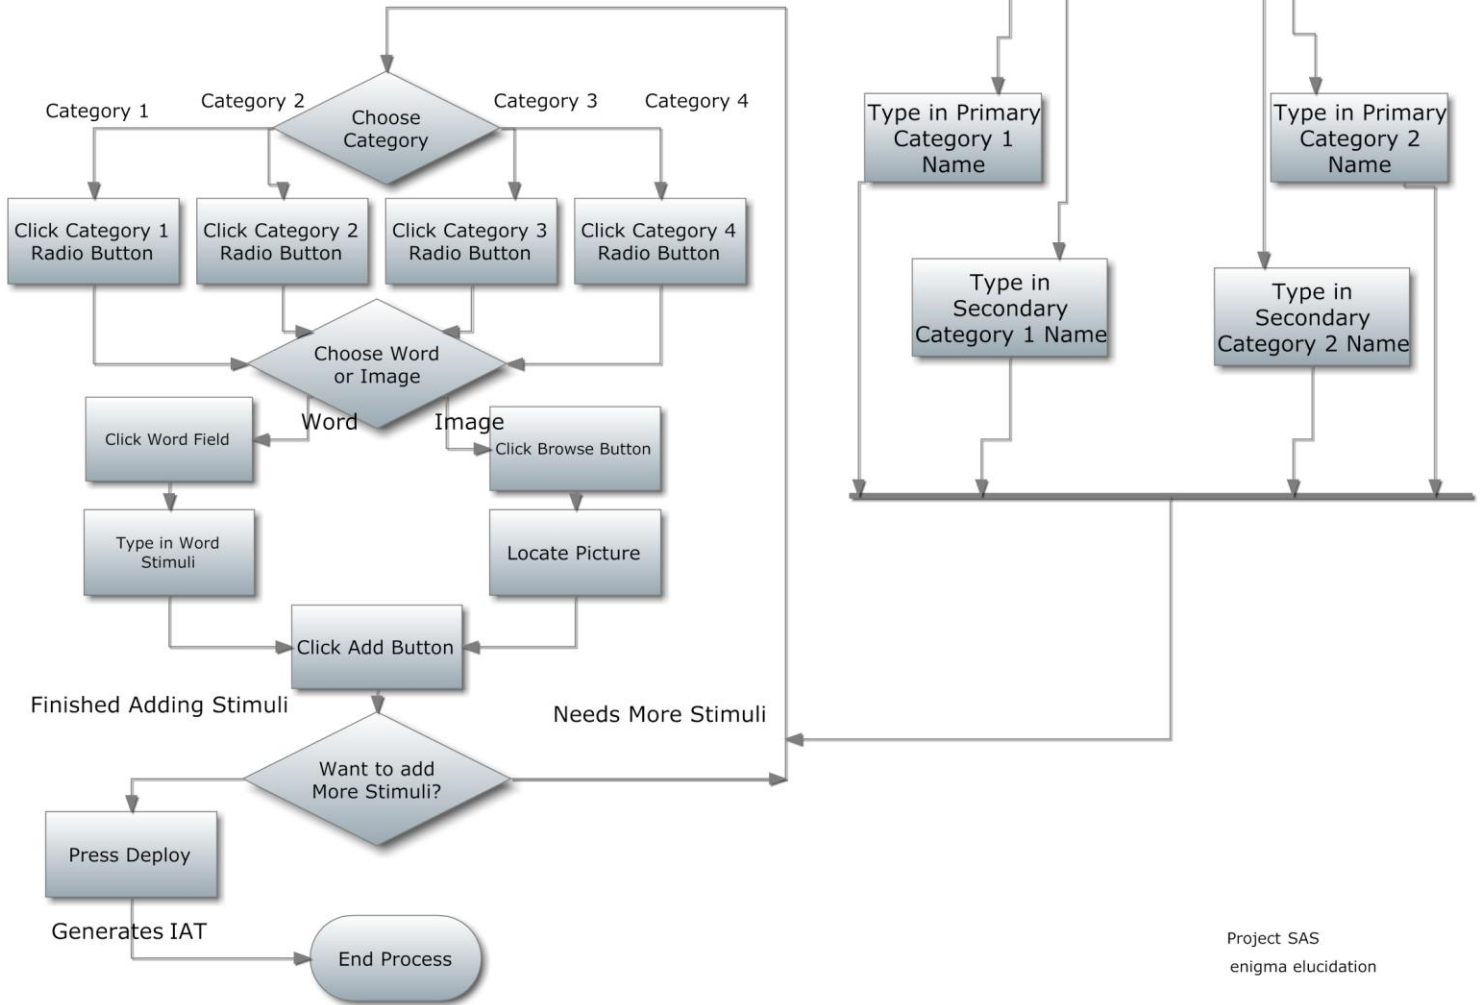 Category 1
Category 2
Category 3
Category 4
Choose
Category
Click Category 1
Radio Button
Click Category 2
Radio Button
Click Category 3
Radio Button
Click Category 4
Radio Button
Choose Word
or Image
Word
Image
Click Word Field
Click Browse Button
Type in Word
Stimuli
Locate Picture
Click Add Button
Finished Adding Stimuli
Needs More Stimuli
Want to add
More Stimuli?
Press Deploy
Generates IAT
End Process
Type in Primary
Category 1
Name
Type in Primary
Category 2
Name
Type in
Secondary
Category 1 Name
Type in
Secondary
Category 2 Name
Project SAS
enigma elucidation